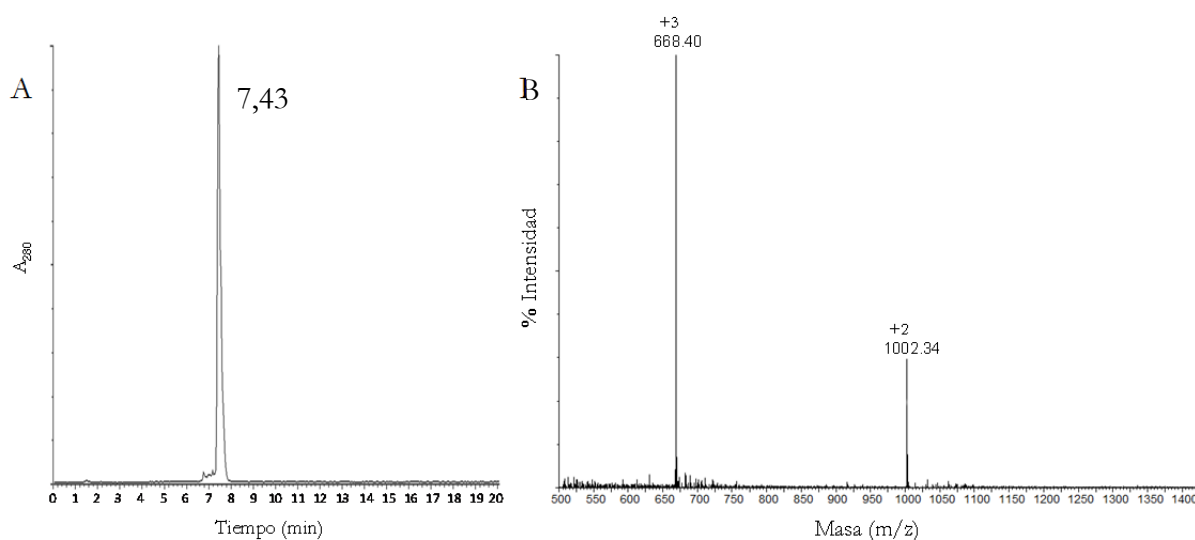 A
7,43
A280
0 1 2 3 4 5 6 7 8 9 10 11 12 13 14 15 16 17 18 19 20
Tiempo (min)
B
+3
668.40
+2
1002.34
% Intensidad
500 550 600 650 700 750 800 850 900 950 1000 1050 1100 1150 1200 1250 1300 1350 1400
Masa (m/z)